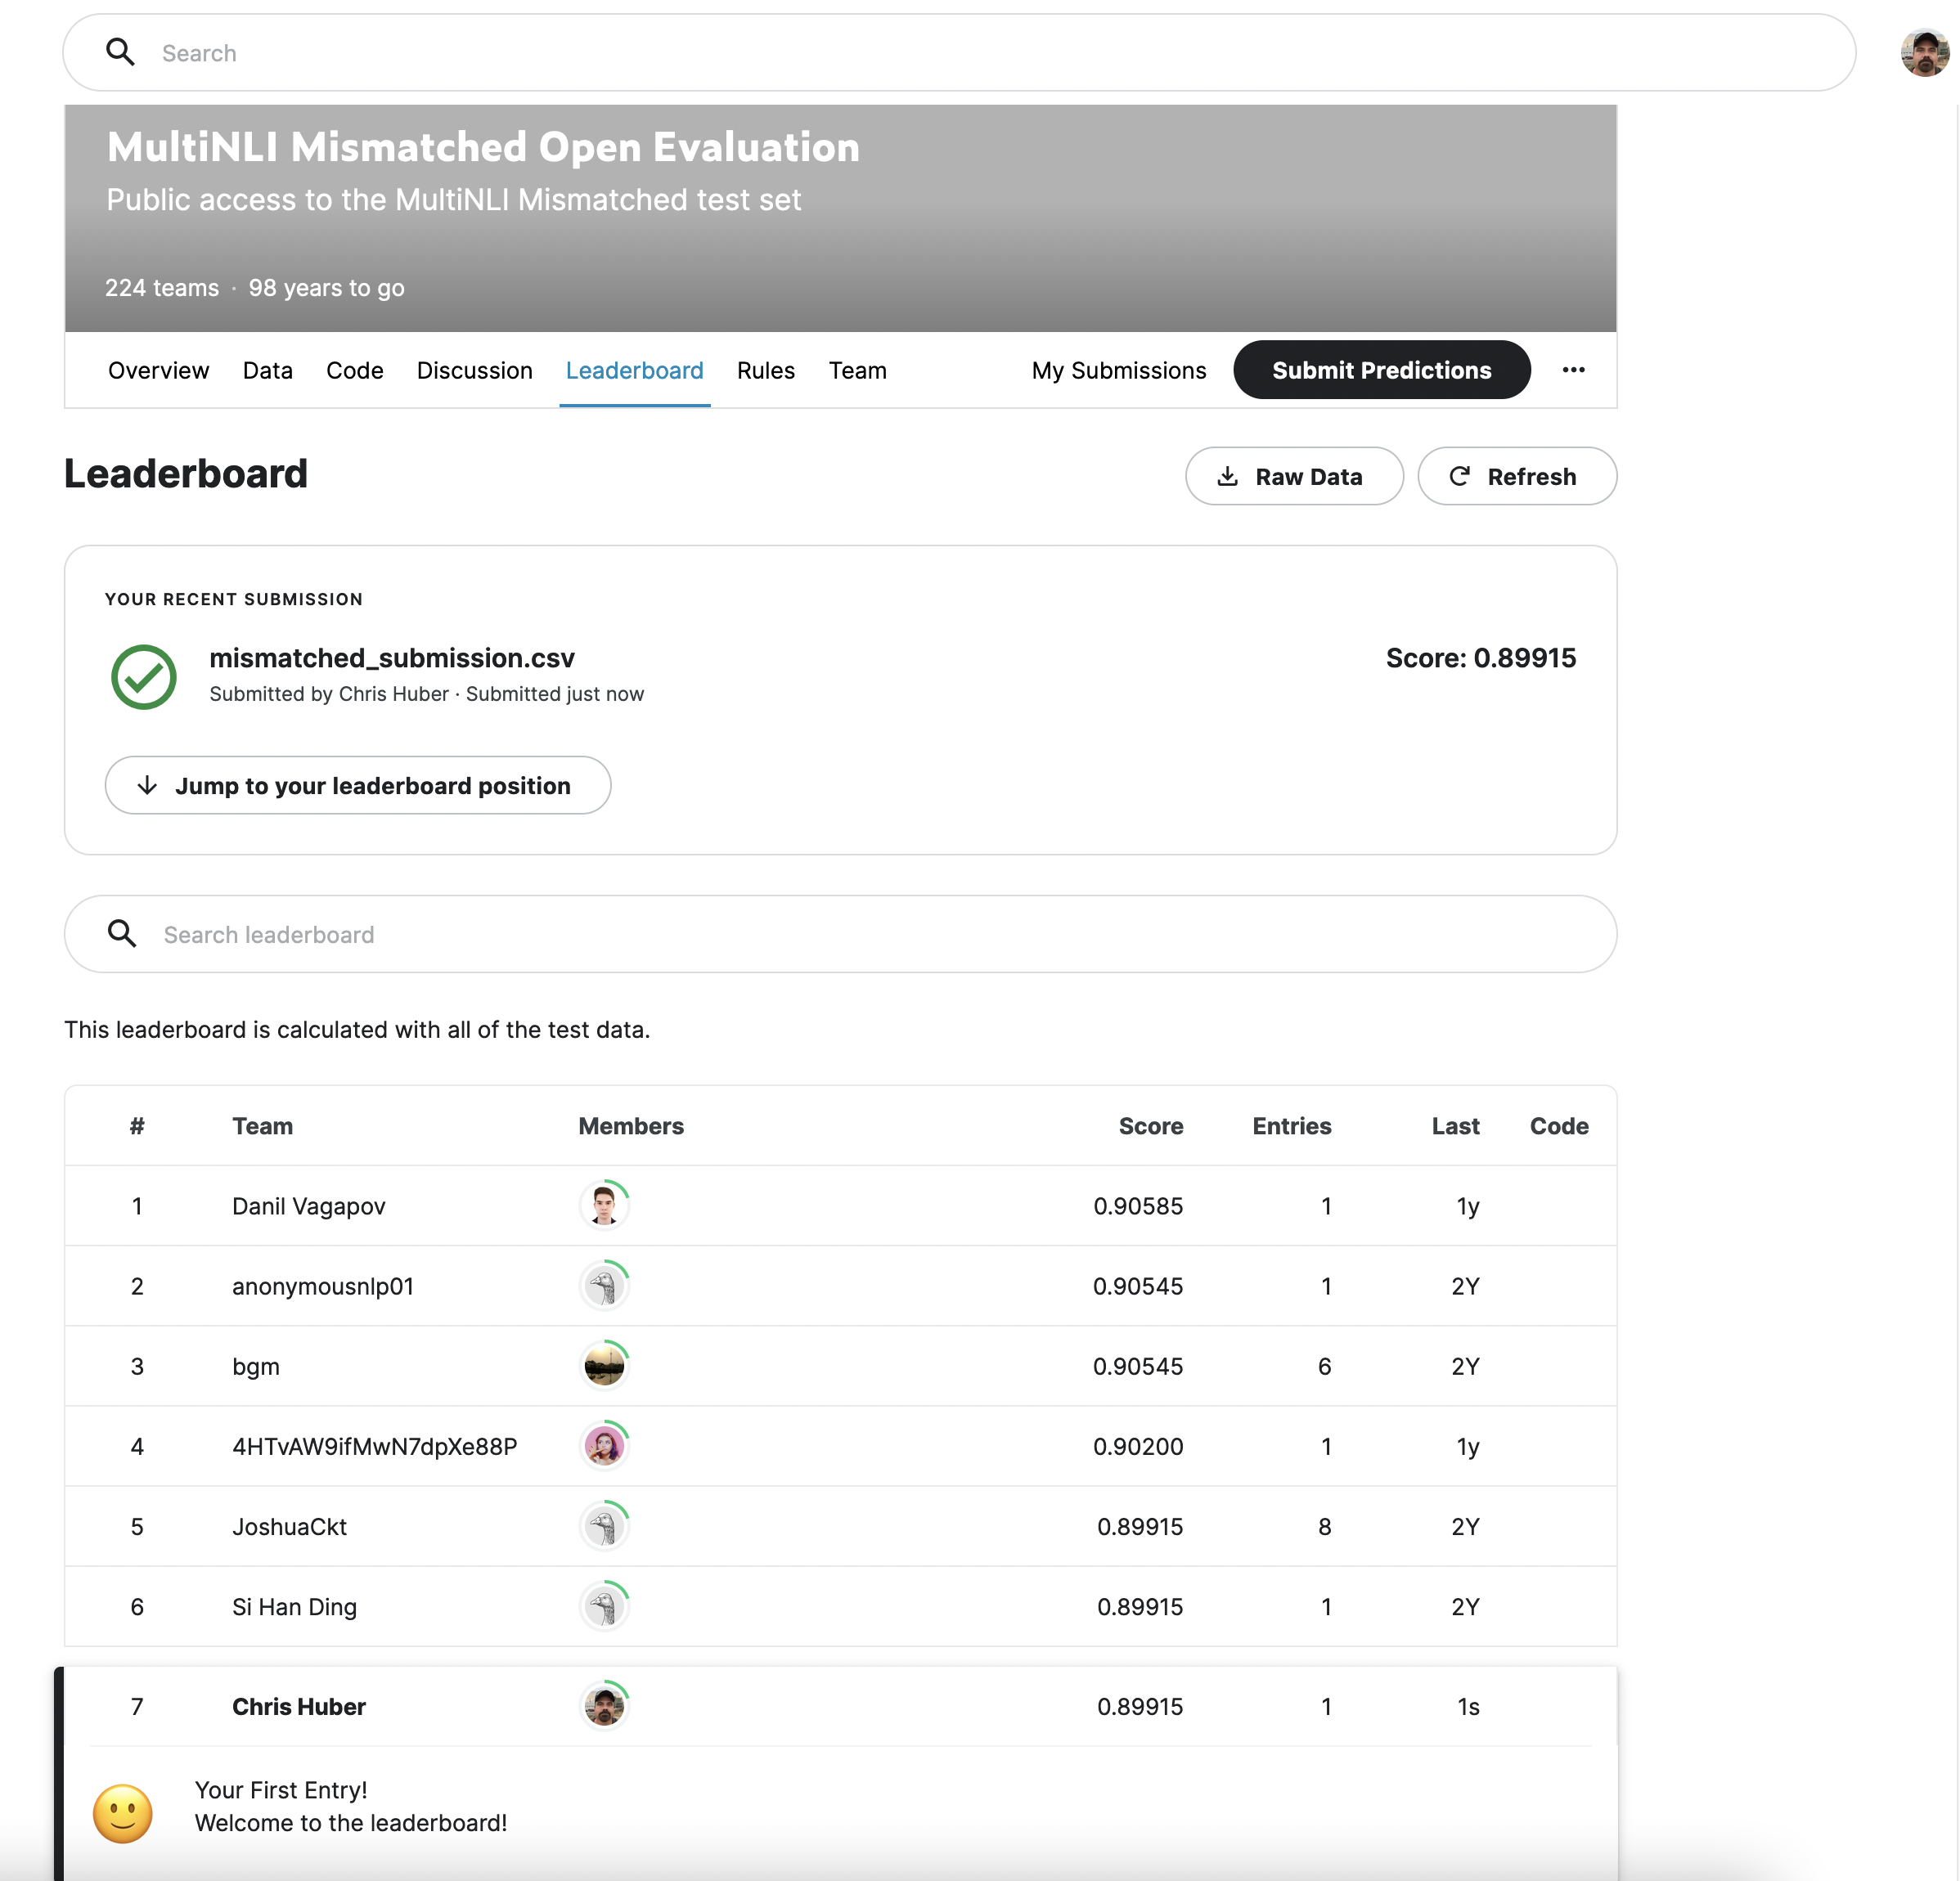 Search
MultiNLI Mismatched Open Evaluation
Public access to the MultiNLI Mismatched test set
224 teams · 98 years to go
Overview Data Code Discussion Leaderboard Rules Team My Submissions Submit Predictions ···
Leaderboard Raw Data Refresh
YOUR RECENT SUBMISSION
mismatched_submission.csv Score: 0.89915
Submitted by Chris Huber · Submitted just now
Jump to your leaderboard position
Search leaderboard
This leaderboard is calculated with all of the test data.
# Team Members Score Entries Last Code
1 Danil Vagapov 0.90585 1 1y
2 anonymousnlp01 0.90545 1 2Y
3 bgm 0.90545 6 2Y
4 4HTvAW9ifMwN7dpXe88P 0.90200 1 1y
5 JoshuaCkt 0.89915 8 2Y
6 Si Han Ding 0.89915 1 2Y
7 Chris Huber 0.89915 1 1s
Your First Entry!
Welcome to the leaderboard!